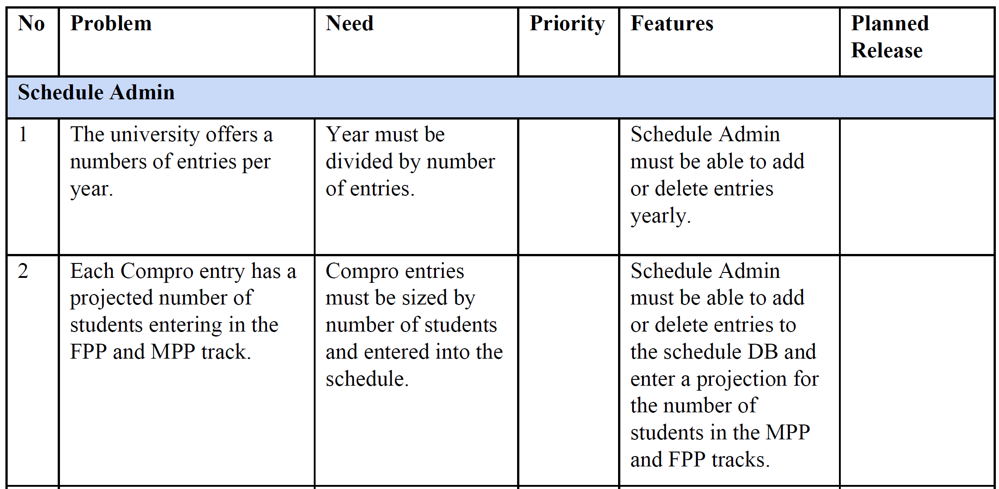 No Problem Need Priority Features Planned
Release
Schedule Admin
1 The university offers a
numbers of entries per
year.
Year must be
divided by number
of entries.
Schedule Admin
must be able to add
or delete entries
yearly.
2 Each Compro entry has a
projected number of
students entering in the
FPP and MPP track.
Compro entries
must be sized by
number of students
and entered into the
schedule.
Schedule Admin
must be able to add
or delete entries to
the schedule DB and
enter a projection for
the number of
students in the MPP
and FPP tracks.